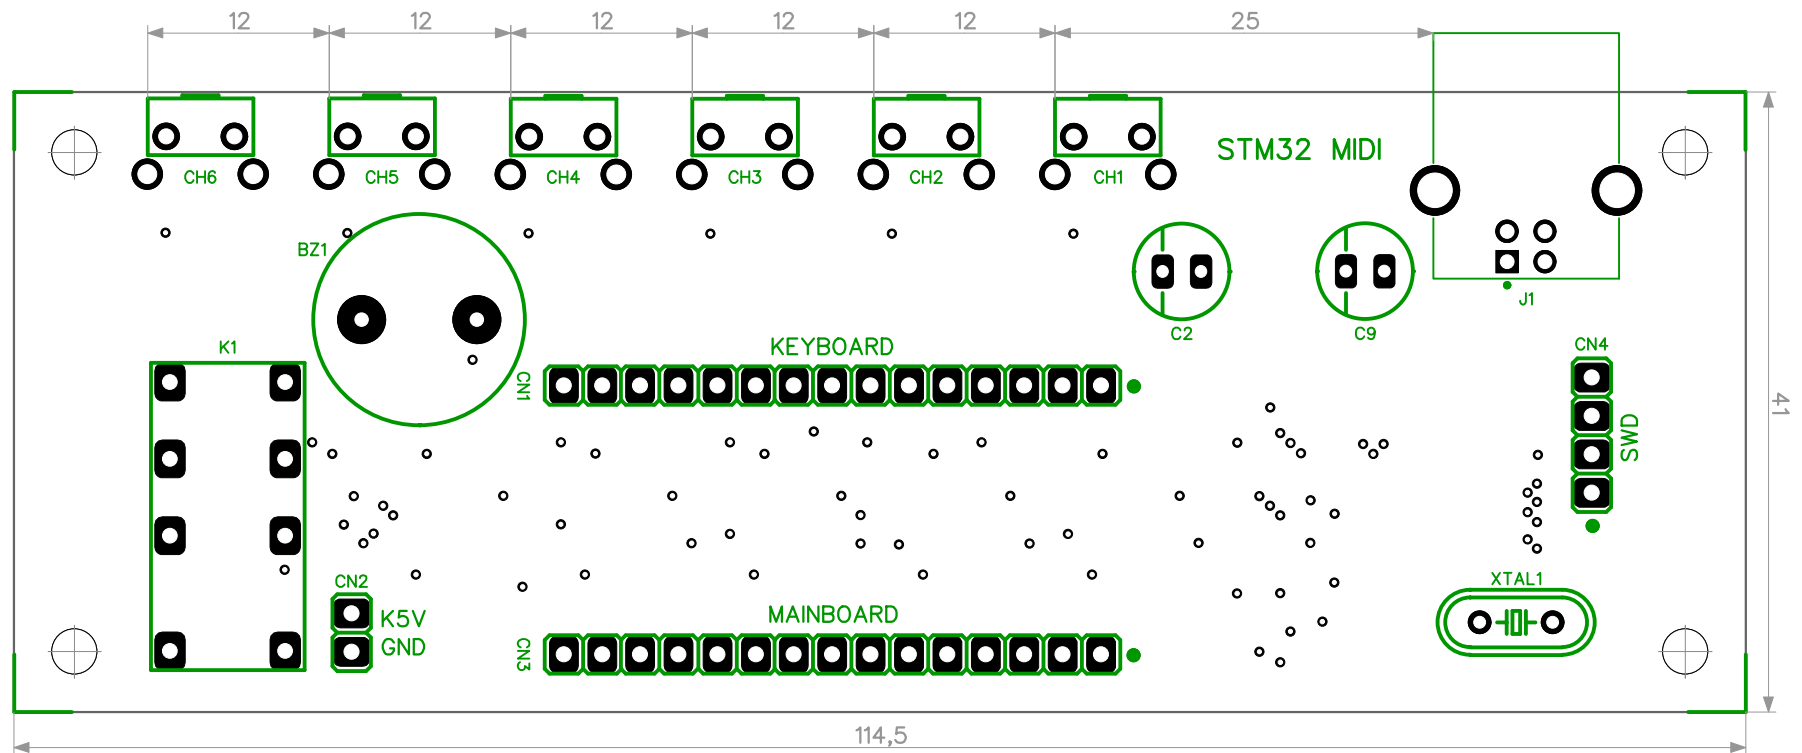 12 12 12 12 12 25
STM32 MIDI
CH6 CH5 CH4 CH3 CH2 CH1
BZ1
J1
C2 C9
K1 KEYBOARD CN4
CN1
41
SWD
XTAL1
CN2
K5V MAINBOARD
GND CN3
114,5